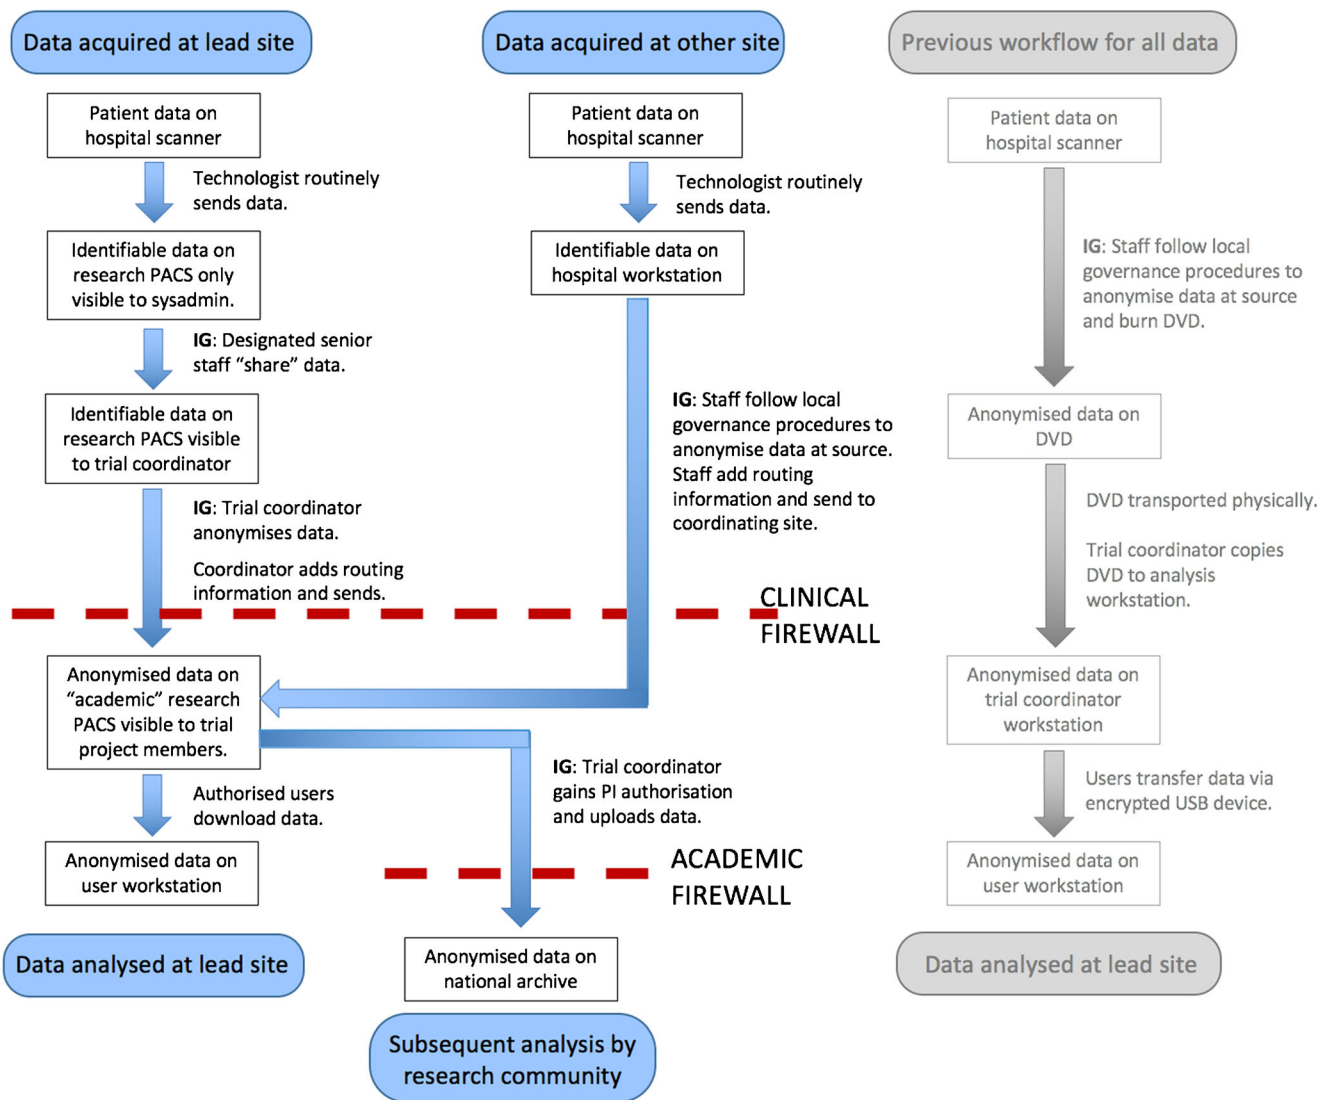 Data acquired at lead site
Patient data on
hospital scanner
Technologist routinely
sends data.
Identifiable data on
research PACS only
visible to sysadmin.
IG: Designated senior
staff “share” data.
Identifiable data on
research PACS visible
to trial coordinator
IG: Trial coordinator
anonymises data.
Coordinator adds routing
information and sends.
Anonymised data on
“academic” research
PACS visible to trial
project members.
Authorised users
download data.
Anonymised data on
user workstation
Data analysed at lead site
Data acquired at other site
Patient data on
hospital scanner
Technologist routinely
sends data.
Identifiable data on
hospital workstation
IG: Staff follow local
governance procedures to
anonymise data at source.
Staff add routing
information and send to
coordinating site.
CLINICAL
FIREWALL
IG: Trial coordinator
gains PI authorisation
and uploads data.
ACADEMIC
FIREWALL
Anonymised data on
national archive
Subsequent analysis by
research community
Previous workflow for all data
Patient data on
hospital scanner
IG: Staff follow local
governance procedures to
anonymise data at source
and burn DVD.
Anonymised data on
DVD
DVD transported physically.
Trial coordinator copies
DVD to analysis
workstation.
Anonymised data on
trial coordinator
workstation
Users transfer data via
encrypted USB device.
Anonymised data on
user workstation
Data analysed at lead site